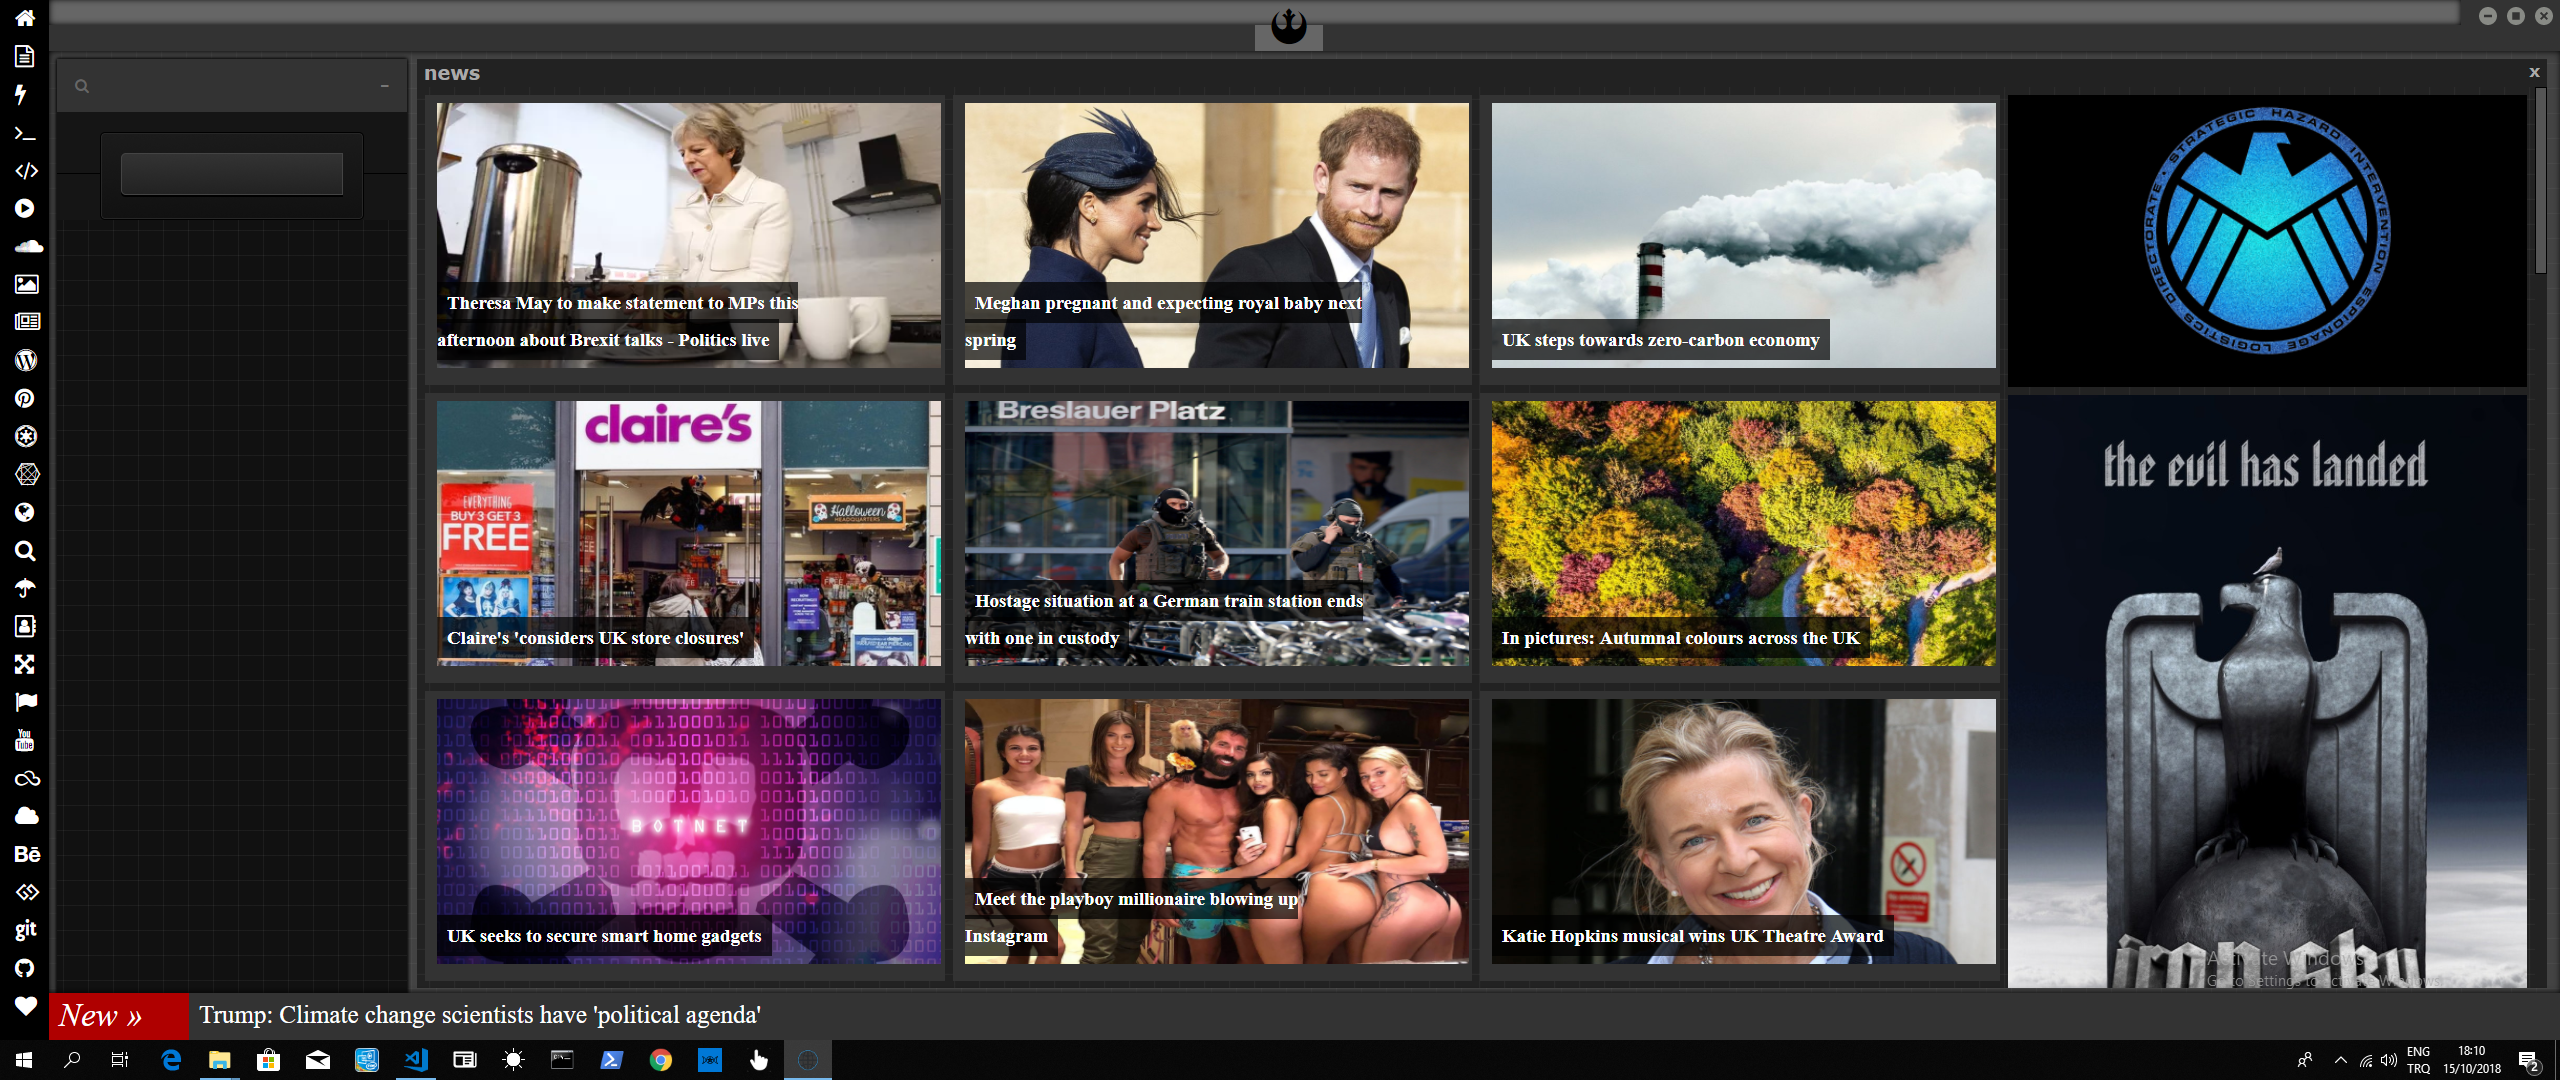 news
x
Theresa May to make statement to MPs this
afternoon about Brexit talks - Politics live
Meghan pregnant and expecting royal baby next
spring
UK steps towards zero-carbon economy
STRATEGIC HAZARD INTERVENTION ESPIONAGE LOGISTICS DIRECTORATE
claire's
EVERYTHING
BUY 3 GET 3
FREE
Halloween
HEADQUARTERS
Claire's 'considers UK store closures'
Breslauer Platz
Hostage situation at a German train station ends
with one in custody
In pictures: Autumnal colours across the UK
the evil has landed
BOTNET
UK seeks to secure smart home gadgets
Meet the playboy millionaire blowing up
Instagram
Katie Hopkins musical wins UK Theatre Award
Activate Windows
Go to Settings to activate Windows.
You
Tube
Bē
git
New »
Trump: Climate change scientists have 'political agenda'
ENG
TRQ
18:10
15/10/2018
2